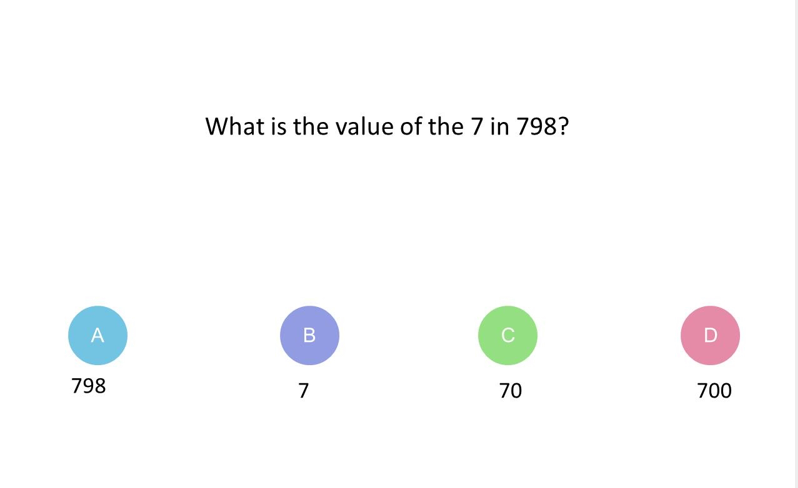 What is the value of the 7 in 798?
A
B
C
D
798
7
70
700